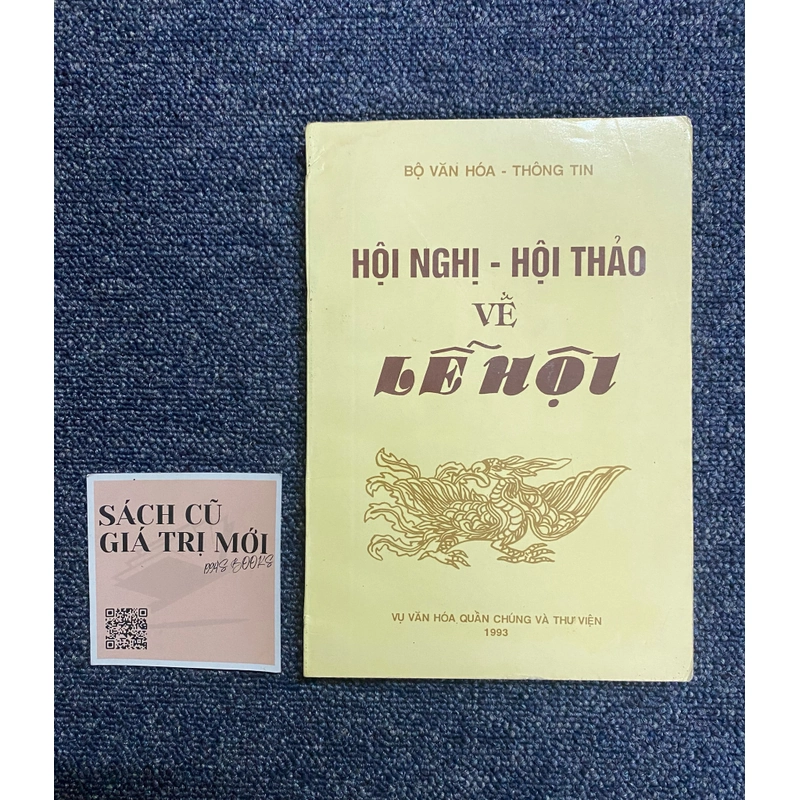 BỘ VĂN HÓA - THÔNG TIN
HỘI NGHỊ - HỘI THẢO
VỀ
LỄ HỘI
VỤ VĂN HÓA QUẦN CHÚNG VÀ THƯ VIỆN
1993
SÁCH CŨ
GIÁ TRỊ MỚI